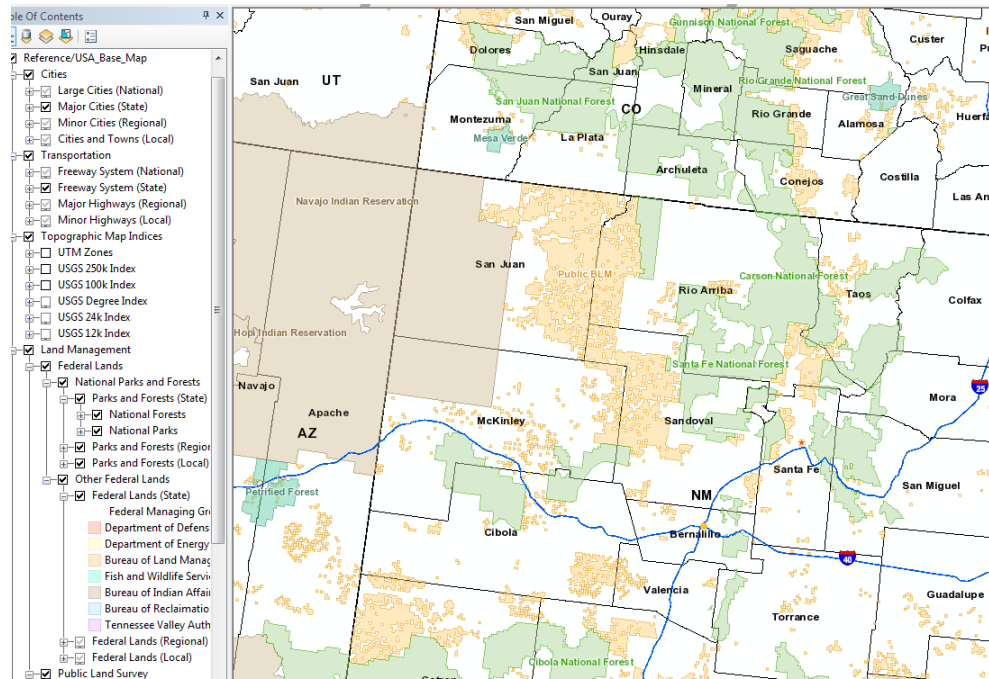 ble Of Contents
Reference/USA_Base_Map
Cities
Large Cities (National)
Major Cities (State)
Minor Cities (Regional)
Cities and Towns (Local)
Transportation
Freeway System (National)
Freeway System (State)
Major Highways (Regional)
Minor Highways (Local)
Topographic Map Indices
UTM Zones
USGS 250k Index
USGS 100k Index
USGS Degree Index
USGS 24k Index
USGS 12k Index
Land Management
Federal Lands
National Parks and Forests
Parks and Forests (State)
National Forests
National Parks
Parks and Forests (Region
Parks and Forests (Local)
Other Federal Lands
Federal Lands (State)
Federal Managing Gr
Department of Defens
Department of Energy
Bureau of Land Manag
Fish and Wildlife Servic
Bureau of Indian Affair
Bureau of Reclamatio
Tennessee Valley Auth
Federal Lands (Regional)
Federal Lands (Local)
Public Land Survey
San Miguel
Ouray
Gunnison National Forest
Custer
Dolores
Hinsdale
Saguache
San Juan
UT
San Juan
Mineral
Rio Grande National Forest
San Juan National Forest
CO
Great Sand Dunes
Montezuma
Rio Grande
Alamosa
Huerfa
Mesa Verde
La Plata
Archuleta
Conejos
Costilla
Las An
Navajo Indian Reservation
San Juan
Public BLM
Carson National Forest
Rio Arriba
Taos
Colfax
Hopi Indian Reservation
Santa Fe National Forest
Navajo
25
Apache
Mora
McKinley
Sandoval
AZ
Santa Fe
Petrified Forest
San Miguel
NM
Cibola
Bernalillo
40
Valencia
Guadalupe
Torrance
Cibola National Forest